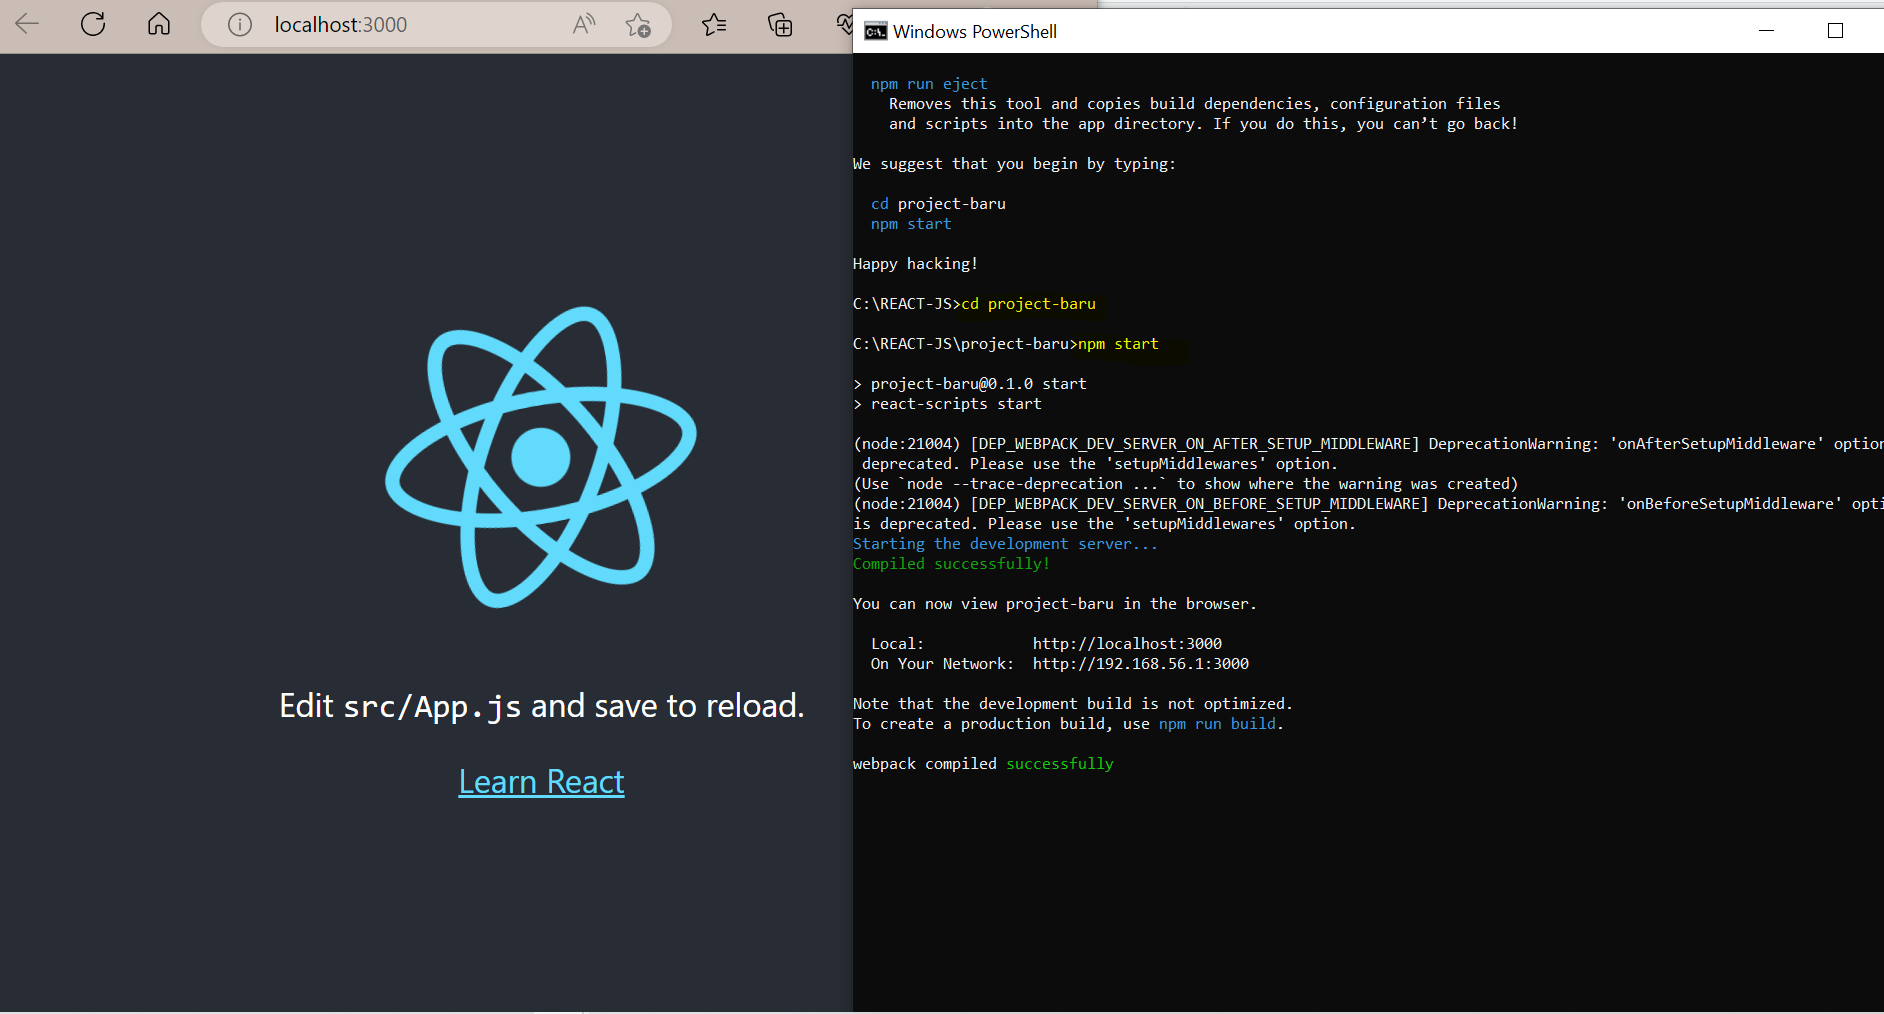 localhost:3000
Edit src/App.js and save to reload.
Learn React
Windows PowerShell
npm run eject
Removes this tool and copies build dependencies, configuration files
and scripts into the app directory. If you do this, you can’t go back!
We suggest that you begin by typing:
cd project-baru
npm start
Happy hacking!
C:\REACT-JS>cd project-baru
C:\REACT-JS\project-baru>npm start
> project-baru@0.1.0 start
> react-scripts start
(node:21004) [DEP_WEBPACK_DEV_SERVER_ON_AFTER_SETUP_MIDDLEWARE] DeprecationWarning: 'onAfterSetupMiddleware' option
deprecated. Please use the 'setupMiddlewares' option.
(Use `node --trace-deprecation ...` to show where the warning was created)
(node:21004) [DEP_WEBPACK_DEV_SERVER_ON_BEFORE_SETUP_MIDDLEWARE] DeprecationWarning: 'onBeforeSetupMiddleware' opti
is deprecated. Please use the 'setupMiddlewares' option.
Starting the development server...
Compiled successfully!
You can now view project-baru in the browser.
Local: http://localhost:3000
On Your Network: http://192.168.56.1:3000
Note that the development build is not optimized.
To create a production build, use npm run build.
webpack compiled successfully